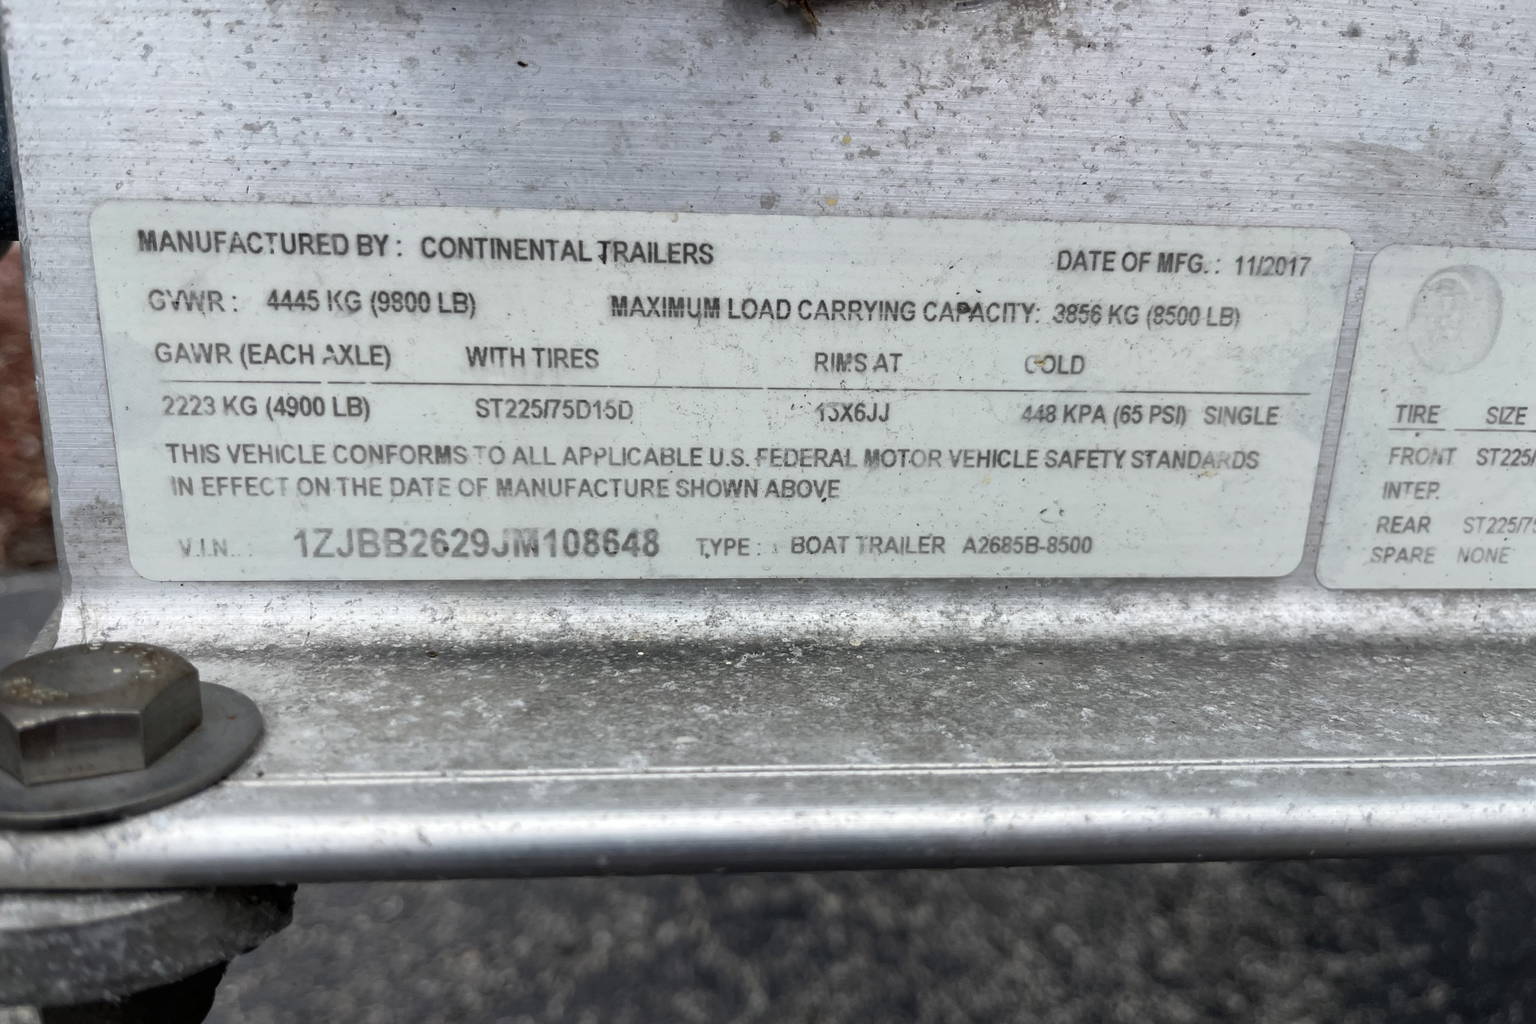 MANUFACTURED BY : CONTINENTAL TRAILERS DATE OF MFG. : 11/2017
GVWR : 4445 KG (9800 LB) MAXIMUM LOAD CARRYING CAPACITY: 3856 KG (8500 LB)
GAWR (EACH AXLE) WITH TIRES RIMS AT COLD
2223 KG (4900 LB) ST225/75D15D 15X6JJ 448 KPA (65 PSI) SINGLE
THIS VEHICLE CONFORMS TO ALL APPLICABLE U.S. FEDERAL MOTOR VEHICLE SAFETY STANDARDS
IN EFFECT ON THE DATE OF MANUFACTURE SHOWN ABOVE
V.I.N. : 1ZJBB2629JM108648 TYPE : BOAT TRAILER A2685B-8500
TIRE SIZE
FRONT ST225/
INTER.
REAR ST225/75
SPARE NONE